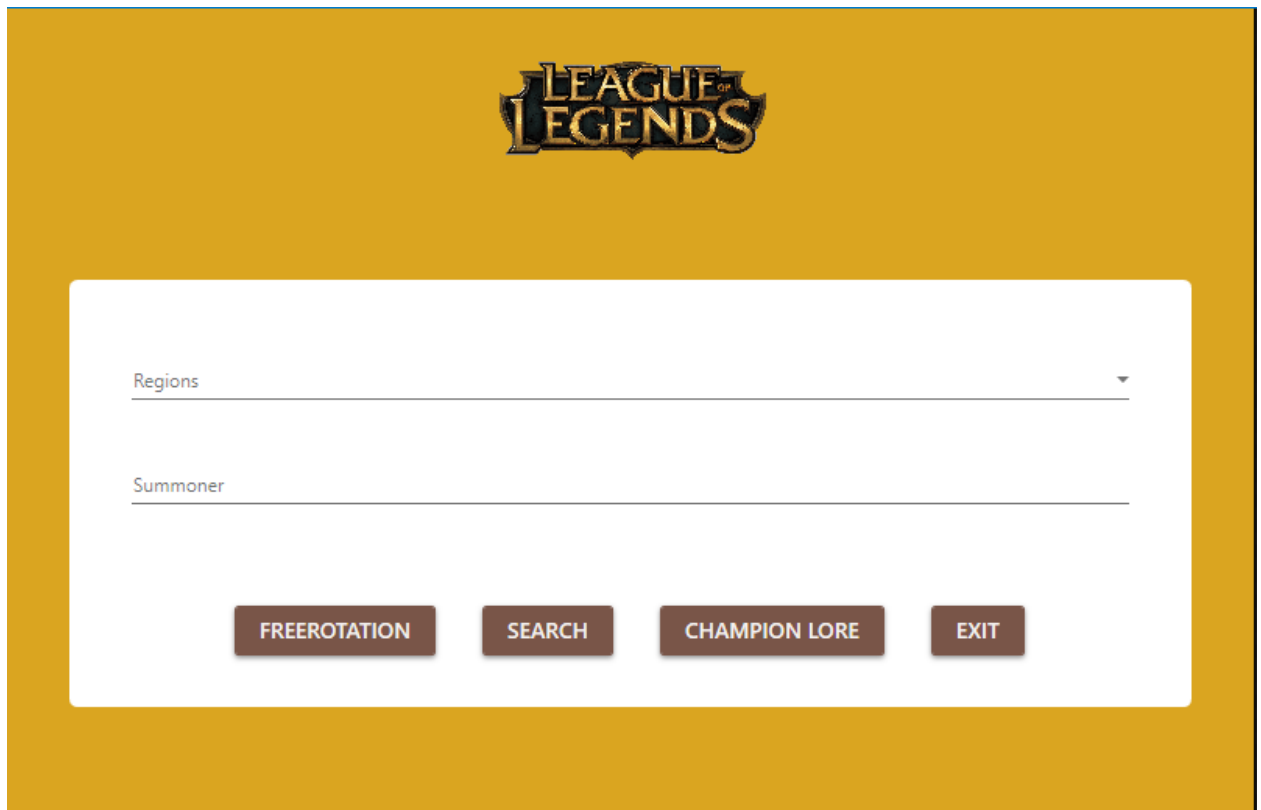 LEAGUE OF
LEGENDS
Regions
Summoner
FREEROTATION SEARCH CHAMPION LORE EXIT